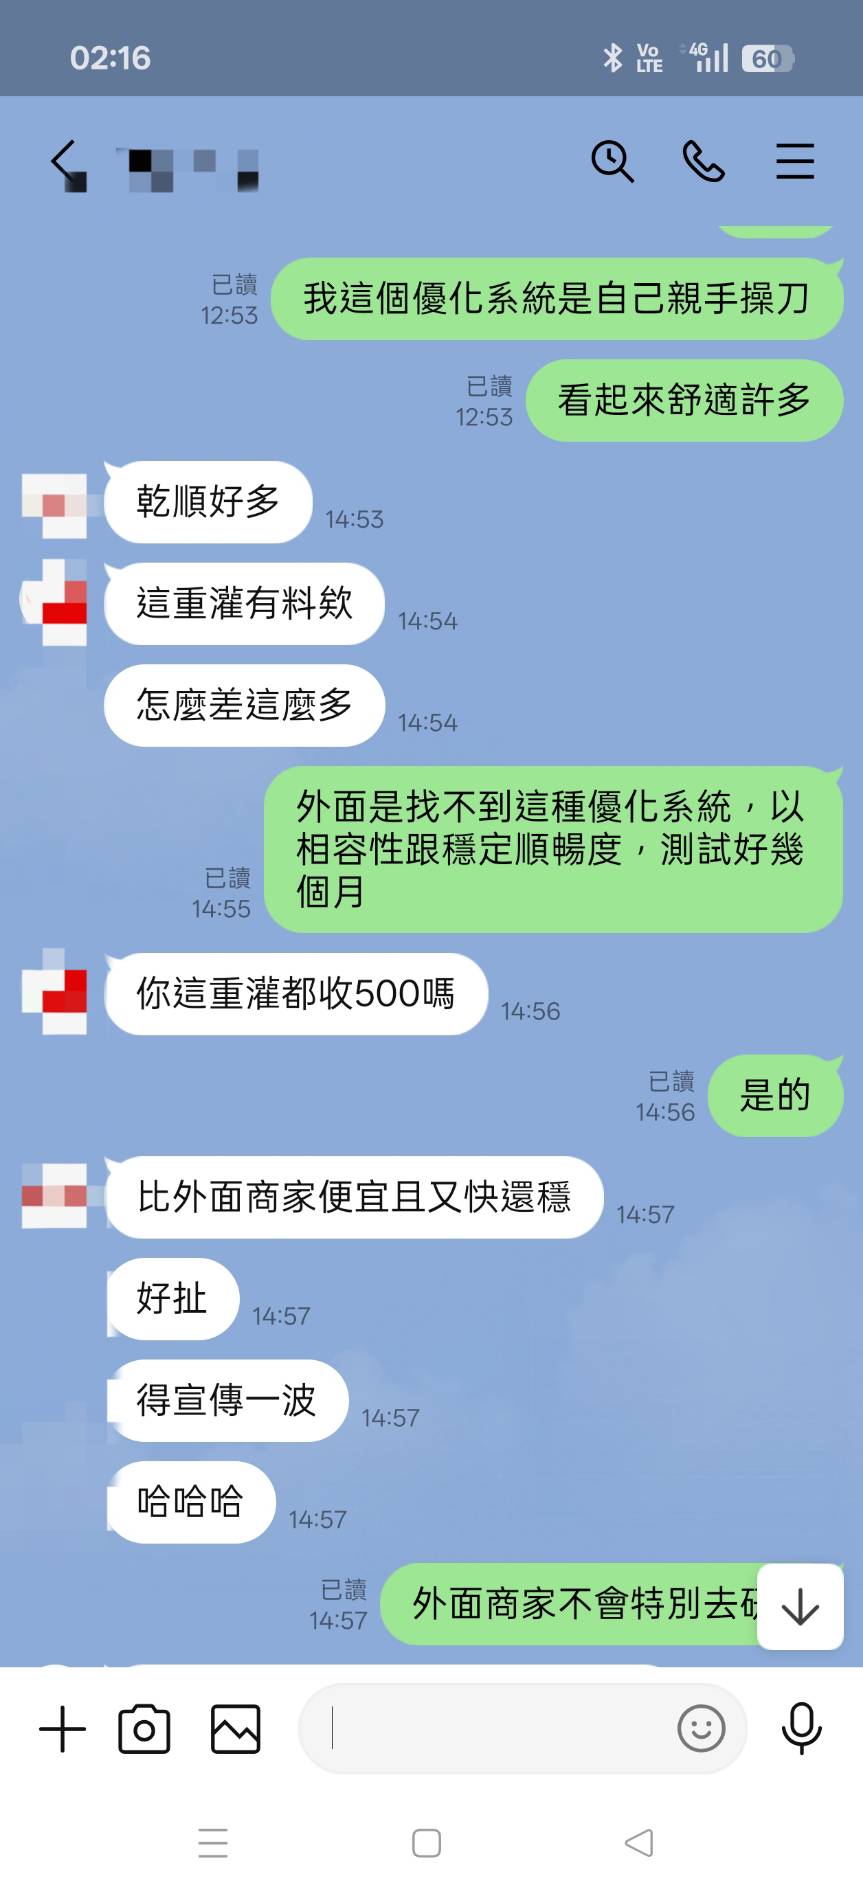 02:16
Vo
LTE
4G
60
已讀
12:53
我這個優化系統是自己親手操刀
已讀
12:53
看起來舒適許多
乾順好多
14:53
這重灌有料欸
14:54
怎麼差這麼多
14:54
外面是找不到這種優化系統，以
相容性跟穩定順暢度，測試好幾
個月
已讀
14:55
你這重灌都收500嗎
14:56
已讀
14:56
是的
比外面商家便宜且又快還穩
14:57
好扯
14:57
得宣傳一波
14:57
哈哈哈
14:57
已讀
14:57
外面商家不會特別去